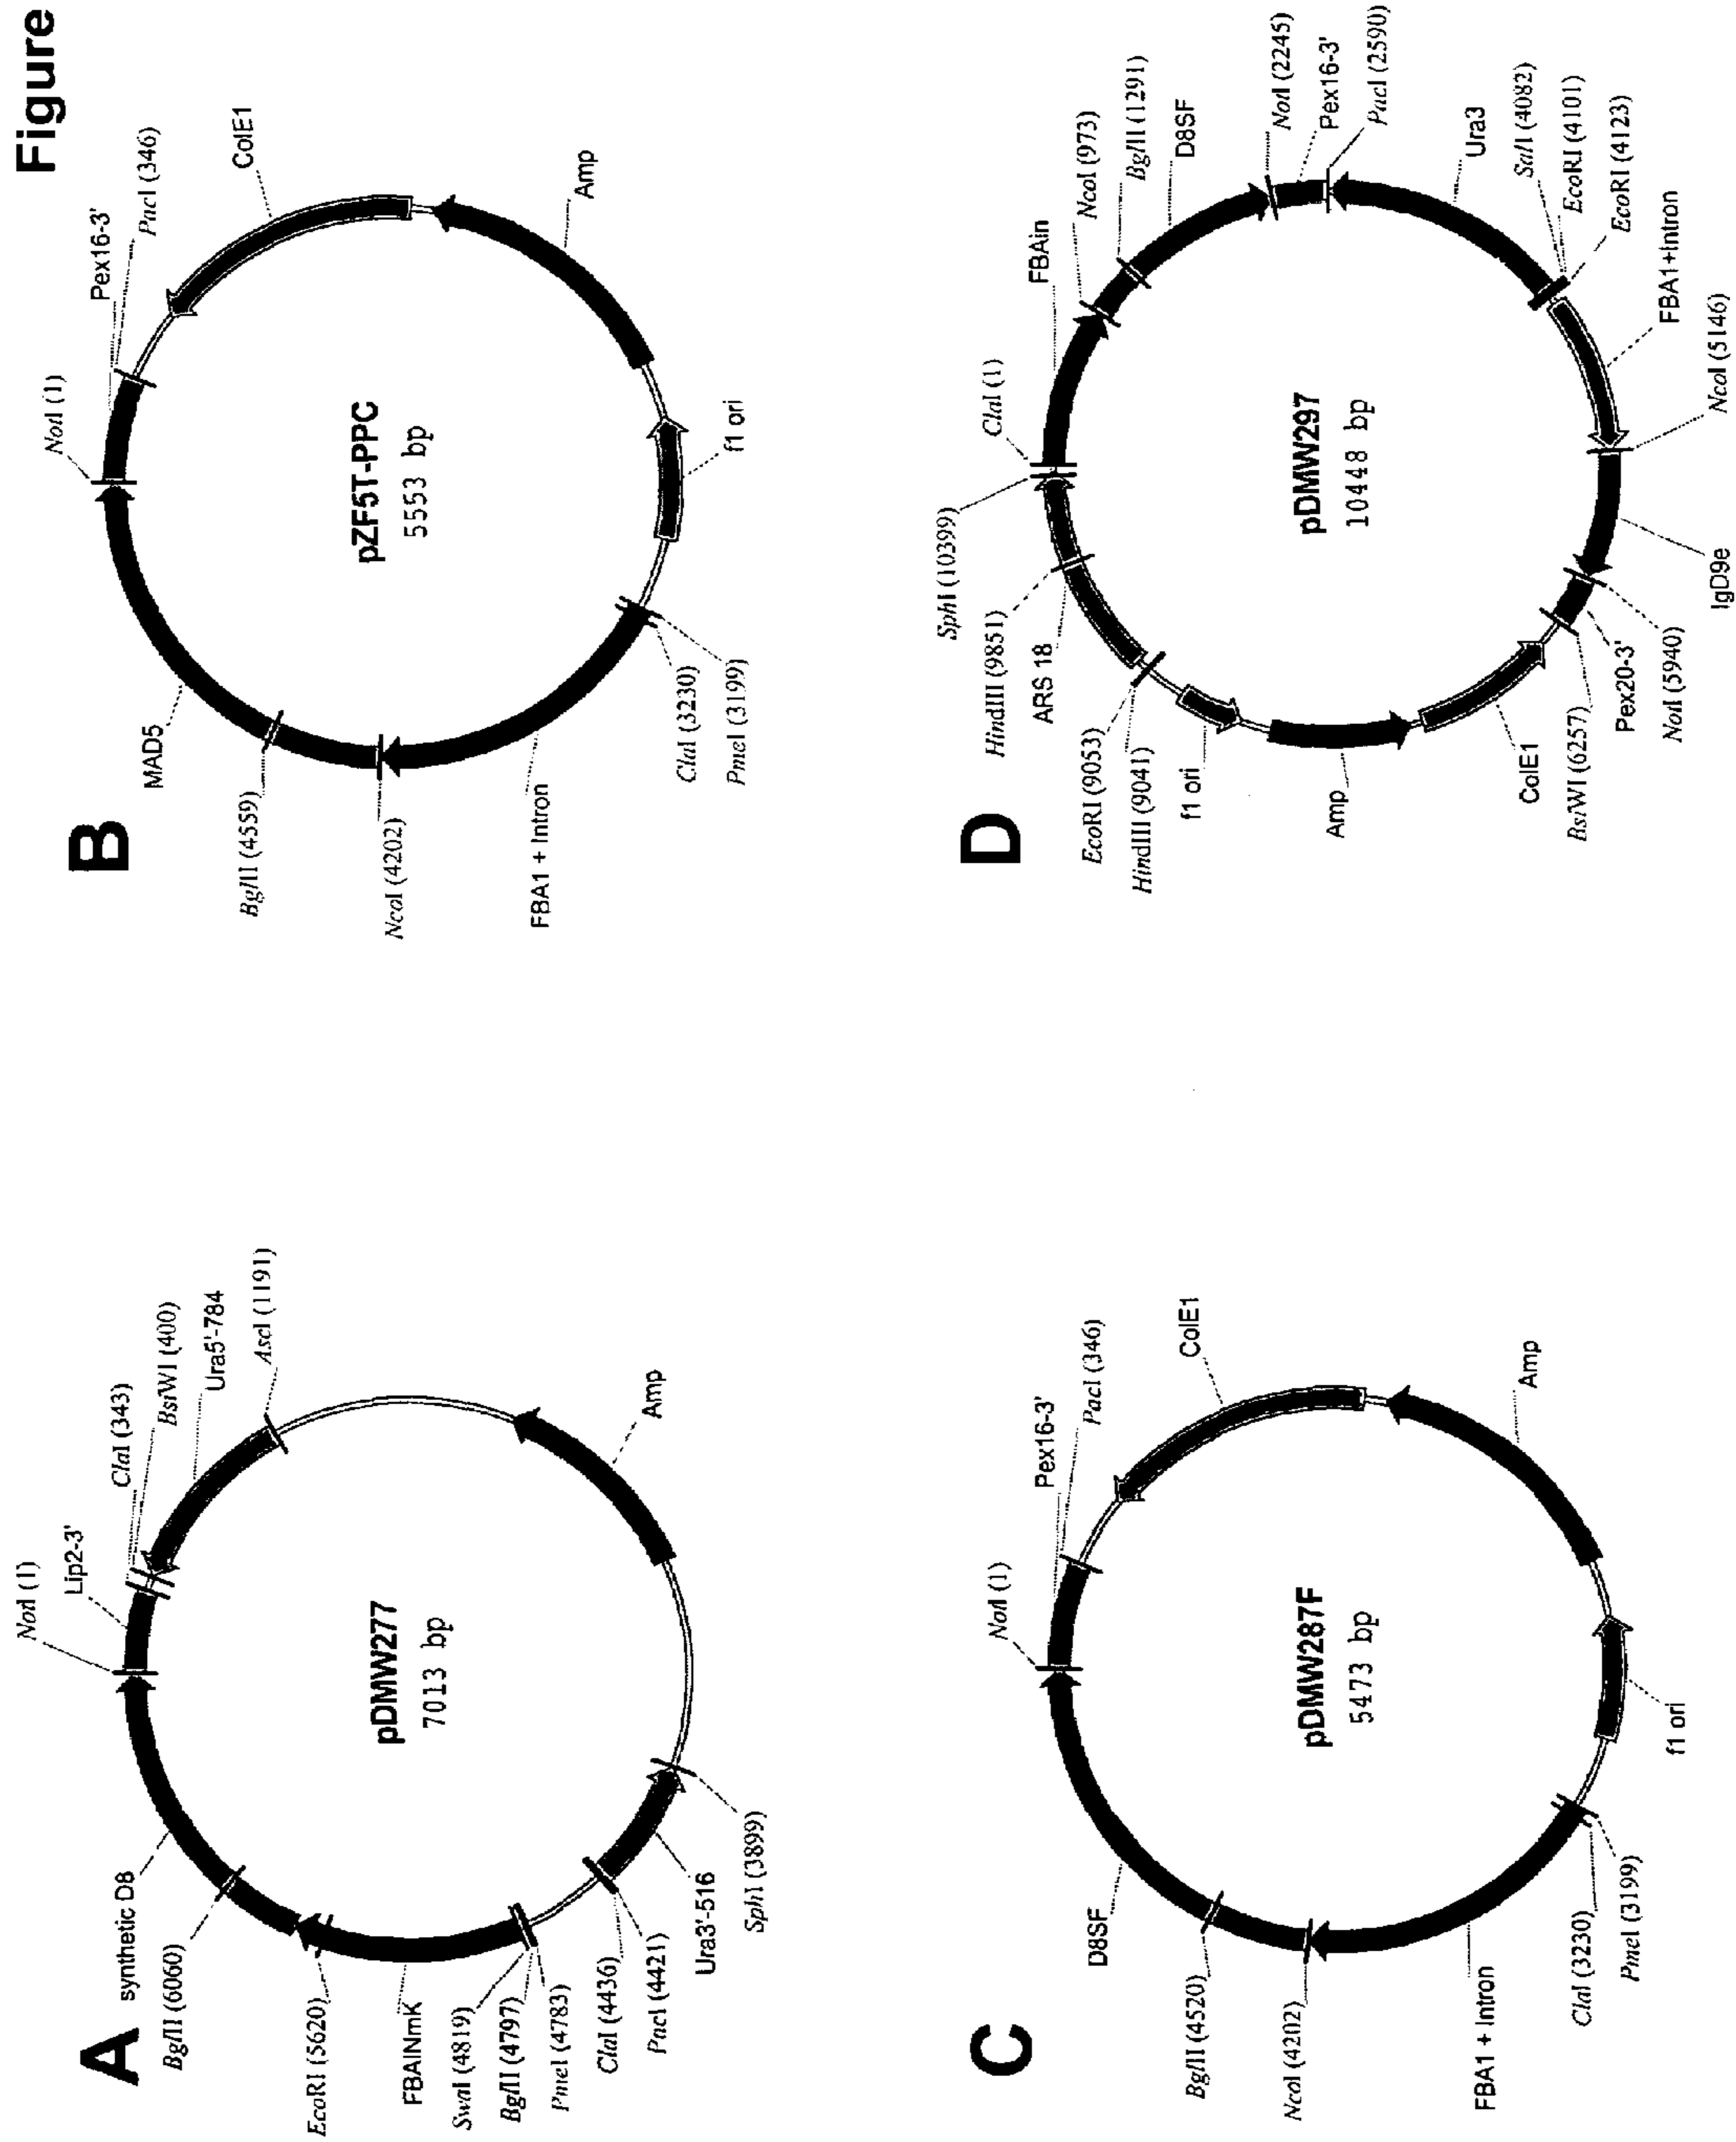 Figure
A
NotI (1)
Lip2-3'
ClaI (343)
BsiWI (400)
Ura5'-784
AscI (1191)
synthetic D8
BglII (6060)
EcoRI (5620)
pDMW277
7013 bp
FBAINmK
SwaI (4819)
BglII (4797)
PmeI (4783)
ClaI (4436)
PacI (4421)
Ura3'-516
SphI (3899)
Amp
B
NotI (1)
Pex16-3'
PacI (346)
ColE1
MAD5
BglII (4559)
NcoI (4202)
pZF5T-PPC
5553 bp
Amp
FBA1 + Intron
ClaI (3230)
PmeI (3199)
f1 ori
C
NotI (1)
Pex16-3'
PacI (346)
ColE1
D8SF
BglII (4520)
NcoI (4202)
pDMW287F
5473 bp
Amp
FBA1 + Intron
ClaI (3230)
PmeI (3199)
f1 ori
D
SphI (10399)
ClaI (1)
FBAin
NcoI (973)
BglII (1291)
D8SF
NotI (2245)
Pex16-3'
PacI (2590)
HindIII (9851)
ARS 18
EcoRI (9053)
HindIII (9041)
f1 ori
pDMW297
10448 bp
Ura3
SalI (4082)
EcoRI (4101)
EcoRI (4123)
Amp
FBA1+Intron
ColE1
BsiWI (6257)
Pex20-3'
NotI (5940)
IgD9e
NcoI (5146)